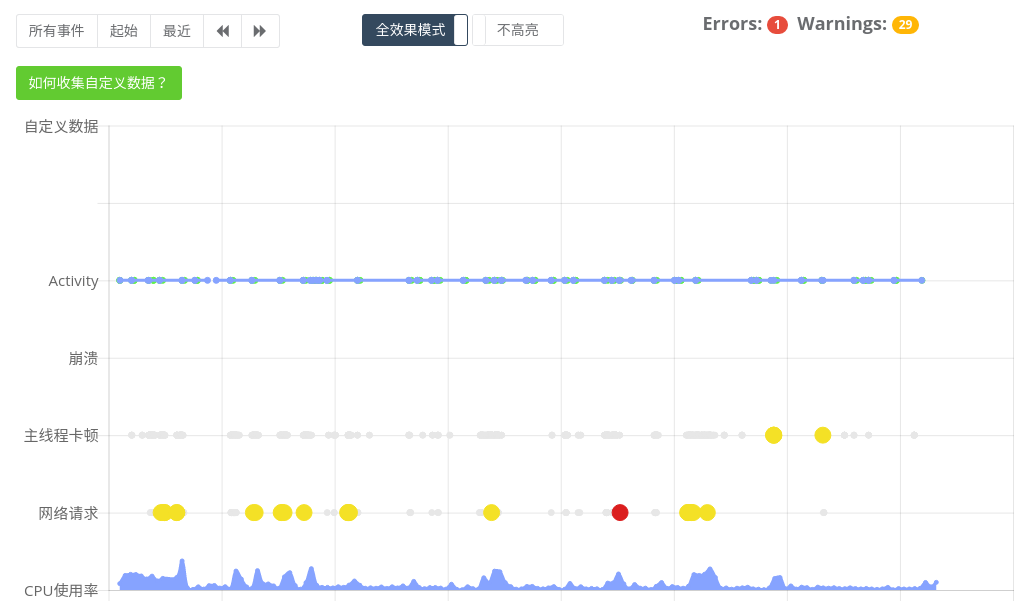 所有事件 起始 最近 全效果模式 不高亮 Errors: 1 Warnings: 29
如何收集自定义数据？
自定义数据
Activity
崩溃
主线程卡顿
网络请求
CPU使用率